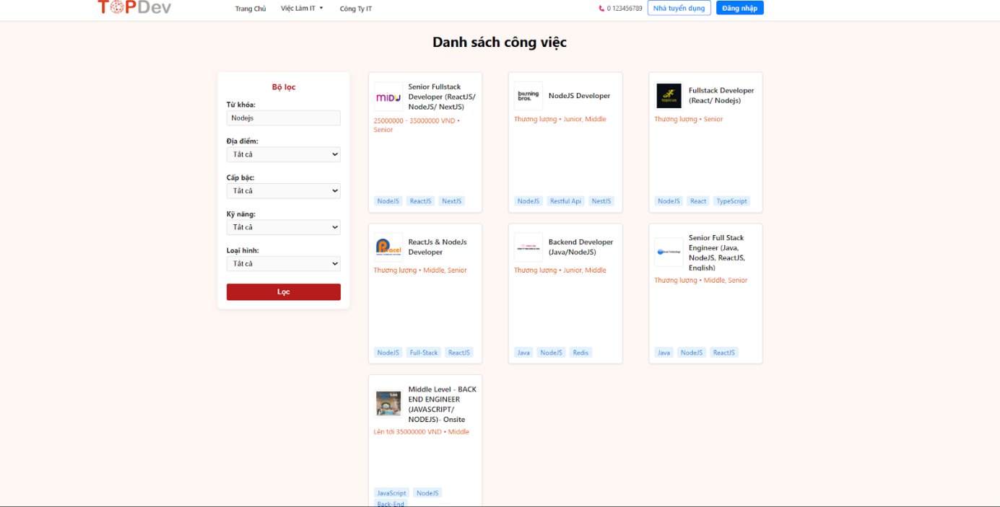 TOPDev
Trang Chủ
Việc Làm IT
Công Ty IT
0 123456789
Nhà tuyển dụng
Đăng nhập
Danh sách công việc
Bộ lọc
Từ khóa:
Nodejs
Địa điểm:
Tất cả
Cấp bậc:
Tất cả
Kỹ năng:
Tất cả
Loại hình:
Tất cả
Lọc
miDU
Senior Fullstack
Developer (ReactJS/
NodeJS/ NextJS)
25000000 - 35000000 VND •
Senior
NodeJS
ReactJS
NextJS
burning
bros.
NodeJS Developer
Thương lượng • Junior, Middle
NodeJS
Restful Api
NestJS
topicus
Fullstack Developer
(React/ Nodejs)
Thương lượng • Senior
NodeJS
React
TypeScript
Pracel
ReactJs & NodeJs
Developer
Thương lượng • Middle, Senior
NodeJS
Full-Stack
ReactJS
Backend Developer
(Java/NodeJS)
Thương lượng • Junior, Middle
Java
NodeJS
Redis
Senior Full Stack
Engineer (Java,
NodeJS, ReactJS,
English)
Thương lượng • Middle, Senior
Java
NodeJS
ReactJS
Middle Level - BACK
END ENGINEER
(JAVASCRIPT/
NODEJS)- Onsite
Lên tới 35000000 VND • Middle
JavaScript
NodeJS
Back-End